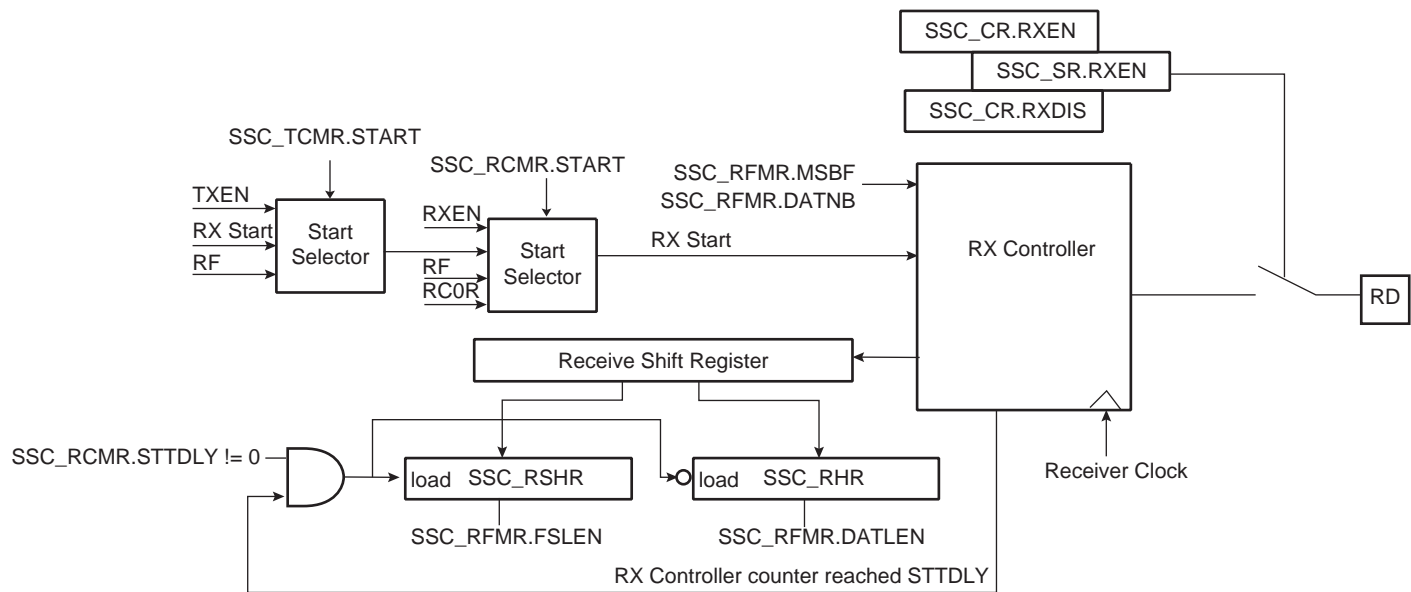 SSC_CR.RXEN
SSC_SR.RXEN
SSC_CR.RXDIS
SSC_TCMR.START
SSC_RCMR.START
SSC_RFMR.MSBF
SSC_RFMR.DATNB
TXEN
RX Start
RF
Start
Selector
RXEN
RF
RC0R
Start
Selector
RX Start
RX Controller
RD
Receive Shift Register
SSC_RCMR.STTDLY != 0
load SSC_RSHR
load SSC_RHR
Receiver Clock
SSC_RFMR.FSLEN
SSC_RFMR.DATLEN
RX Controller counter reached STTDLY